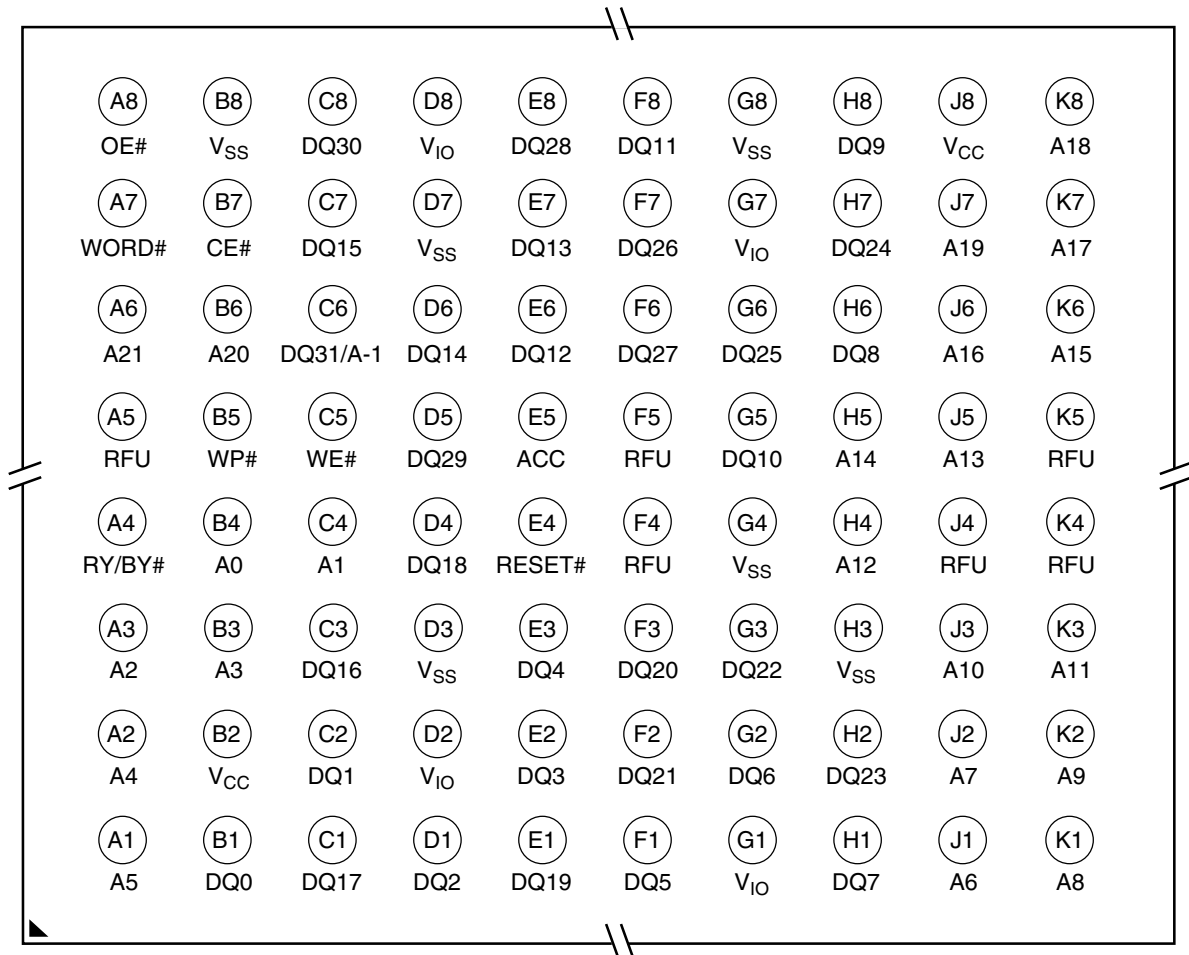 A8 B8 C8 D8 E8 F8 G8 H8 J8 K8
OE# VSS DQ30 VIO DQ28 DQ11 VSS DQ9 VCC A18
A7 B7 C7 D7 E7 F7 G7 H7 J7 K7
WORD# CE# DQ15 VSS DQ13 DQ26 VIO DQ24 A19 A17
A6 B6 C6 D6 E6 F6 G6 H6 J6 K6
A21 A20 DQ31/A-1 DQ14 DQ12 DQ27 DQ25 DQ8 A16 A15
A5 B5 C5 D5 E5 F5 G5 H5 J5 K5
RFU WP# WE# DQ29 ACC RFU DQ10 A14 A13 RFU
A4 B4 C4 D4 E4 F4 G4 H4 J4 K4
RY/BY# A0 A1 DQ18 RESET# RFU VSS A12 RFU RFU
A3 B3 C3 D3 E3 F3 G3 H3 J3 K3
A2 A3 DQ16 VSS DQ4 DQ20 DQ22 VSS A10 A11
A2 B2 C2 D2 E2 F2 G2 H2 J2 K2
A4 VCC DQ1 VIO DQ3 DQ21 DQ6 DQ23 A7 A9
A1 B1 C1 D1 E1 F1 G1 H1 J1 K1
A5 DQ0 DQ17 DQ2 DQ19 DQ5 VIO DQ7 A6 A8